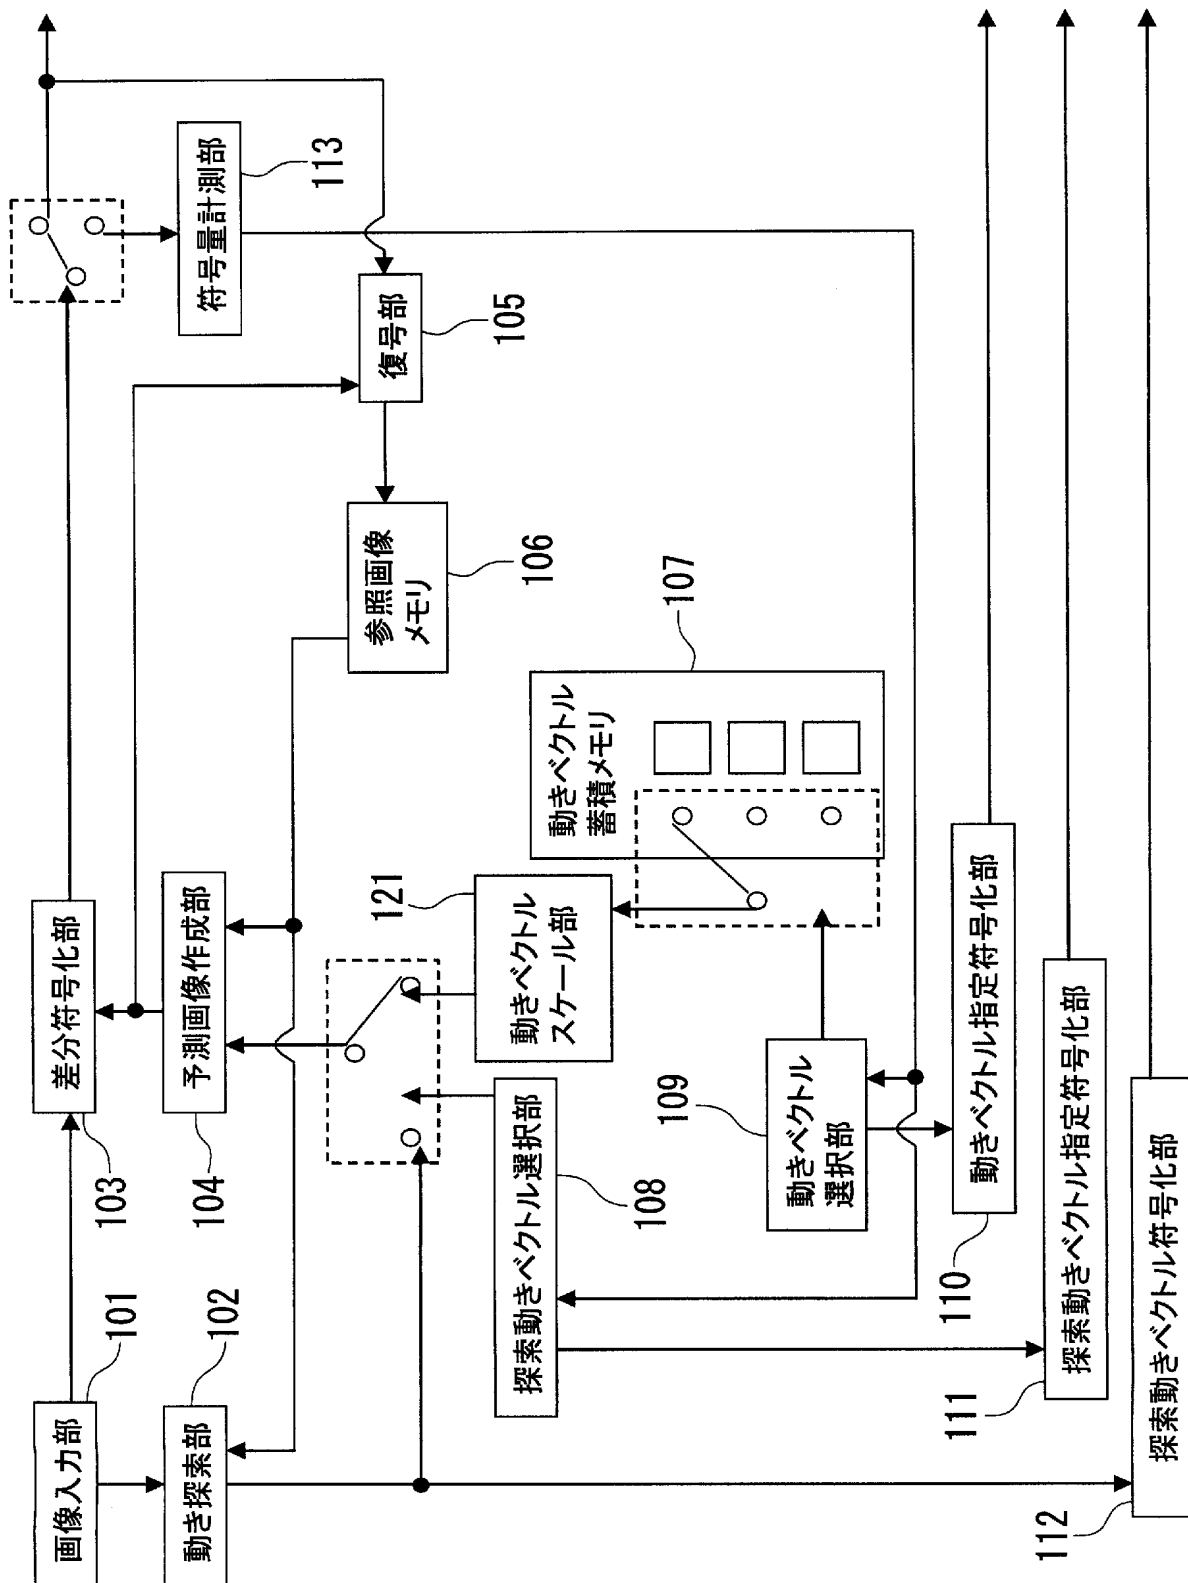 画像入力部
101
動き探索部
102
差分符号化部
103
予測画像作成部
104
符号量計測部
113
復号部
105
参照画像
メモリ
106
動きベクトル
蓄積メモリ
107
動きベクトル
スケール部
121
探索動きベクトル選択部
108
動きベクトル
選択部
109
動きベクトル指定符号化部
110
探索動きベクトル指定符号化部
111
探索動きベクトル符号化部
112